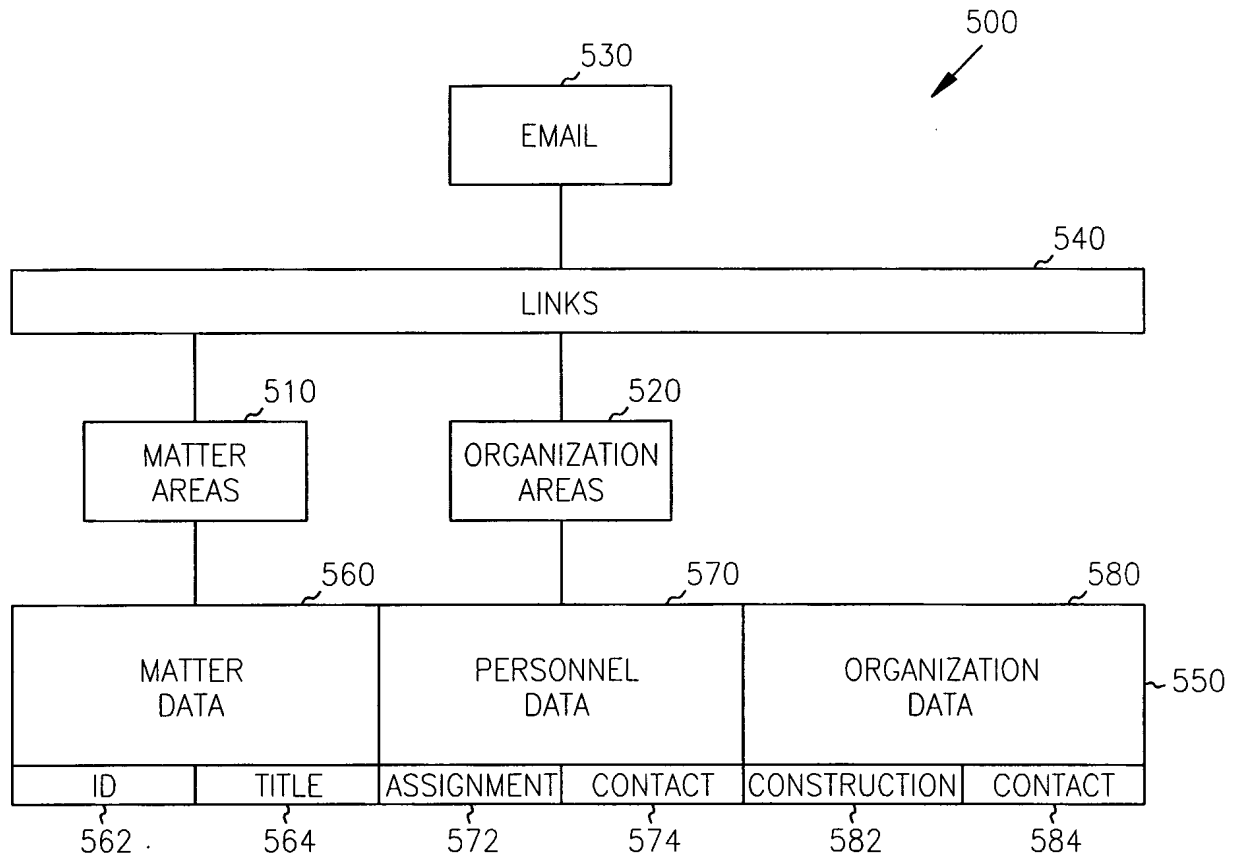 500
530
EMAIL
540
LINKS
510
520
MATTER
AREAS
ORGANIZATION
AREAS
560
570
580
MATTER
DATA
PERSONNEL
DATA
ORGANIZATION
DATA
550
ID
TITLE
ASSIGNMENT
CONTACT
CONSTRUCTION
CONTACT
562
564
572
574
582
584